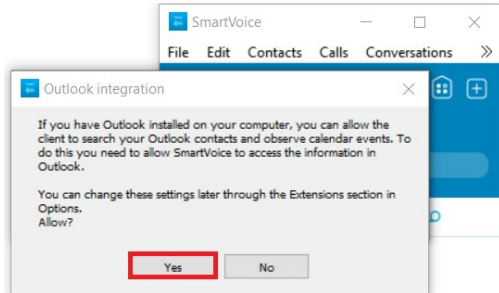 SmartVoice
File Edit Contacts Calls Conversations
Outlook integration
If you have Outlook installed on your computer, you can allow the
client to search your Outlook contacts and observe calendar events. To
do this you need to allow SmartVoice to access the information in
Outlook.
You can change these settings later through the Extensions section in
Options.
Allow?
Yes No